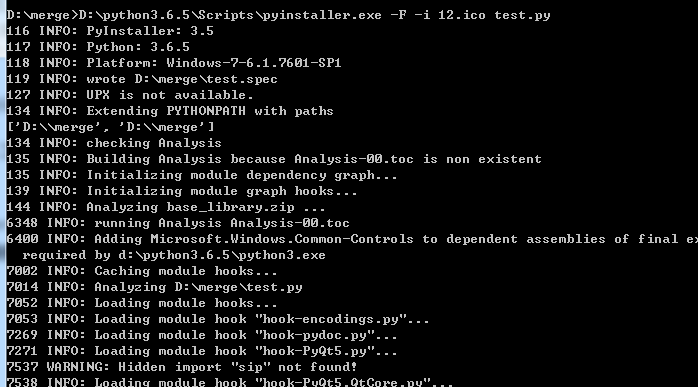 D:\merge>D:\python3.6.5\Scripts\pyinstaller.exe -F -i 12.ico test.py
116 INFO: PyInstaller: 3.5
117 INFO: Python: 3.6.5
118 INFO: Platform: Windows-7-6.1.7601-SP1
119 INFO: wrote D:\merge\test.spec
127 INFO: UPX is not available.
134 INFO: Extending PYTHONPATH with paths
['D:\\merge', 'D:\\merge']
134 INFO: checking Analysis
135 INFO: Building Analysis because Analysis-00.toc is non existent
135 INFO: Initializing module dependency graph...
139 INFO: Initializing module graph hooks...
144 INFO: Analyzing base_library.zip ...
6348 INFO: running Analysis Analysis-00.toc
6400 INFO: Adding Microsoft.Windows.Common-Controls to dependent assemblies of final ex
required by d:\python3.6.5\python3.exe
7002 INFO: Caching module hooks...
7014 INFO: Analyzing D:\merge\test.py
7052 INFO: Loading module hooks...
7053 INFO: Loading module hook "hook-encodings.py"...
7269 INFO: Loading module hook "hook-pydoc.py"...
7271 INFO: Loading module hook "hook-PyQt5.py"...
7537 WARNING: Hidden import "sip" not found!
7538 INFO: Loading module hook "hook-PyQt5.QtCore.py"...